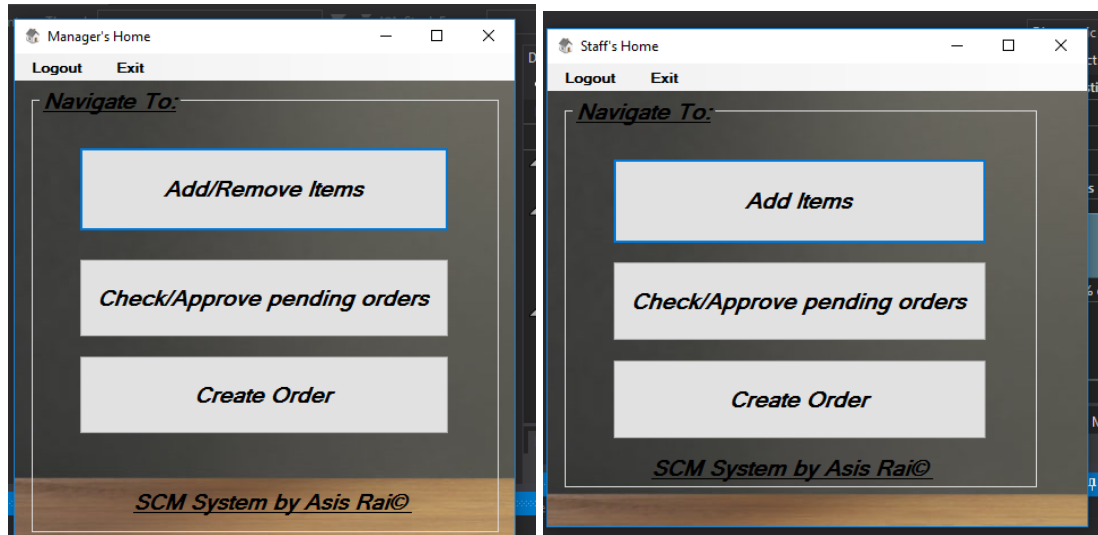 Manager's Home
Logout Exit
Navigate To:
Add/Remove Items
Check/Approve pending orders
Create Order
SCM System by Asis Rai©
Staff's Home
Logout Exit
Navigate To:
Add Items
Check/Approve pending orders
Create Order
SCM System by Asis Rai©